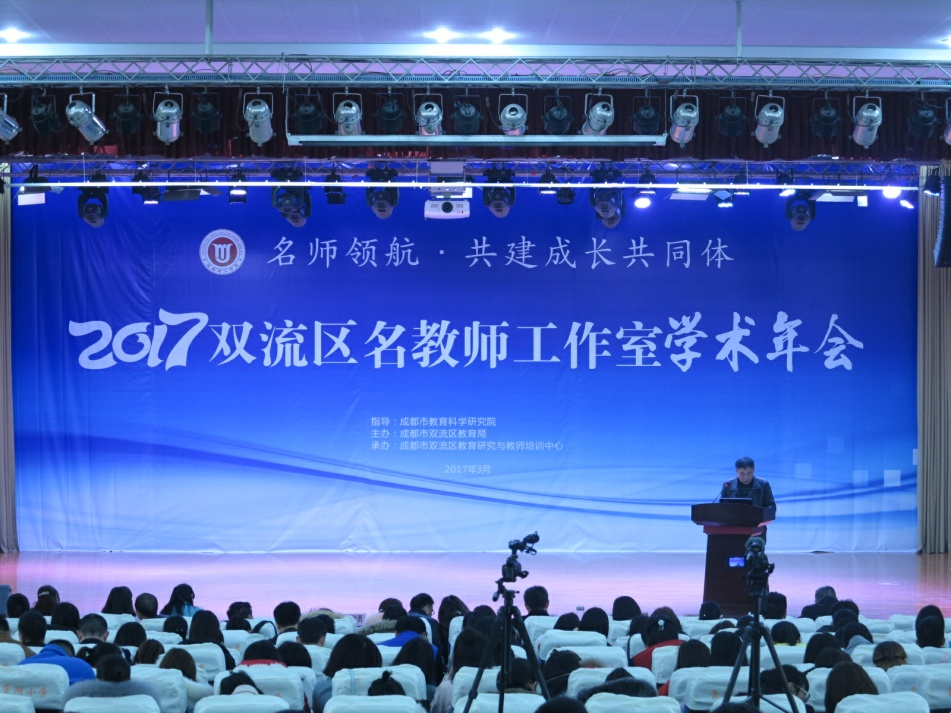 名师领航·共建成长共同体
2017双流区名教师工作室学术年会
指导：成都市教育科学研究院
主办：成都市双流区教育局
承办：成都市双流区教育研究与教师培训中心
2017年3月